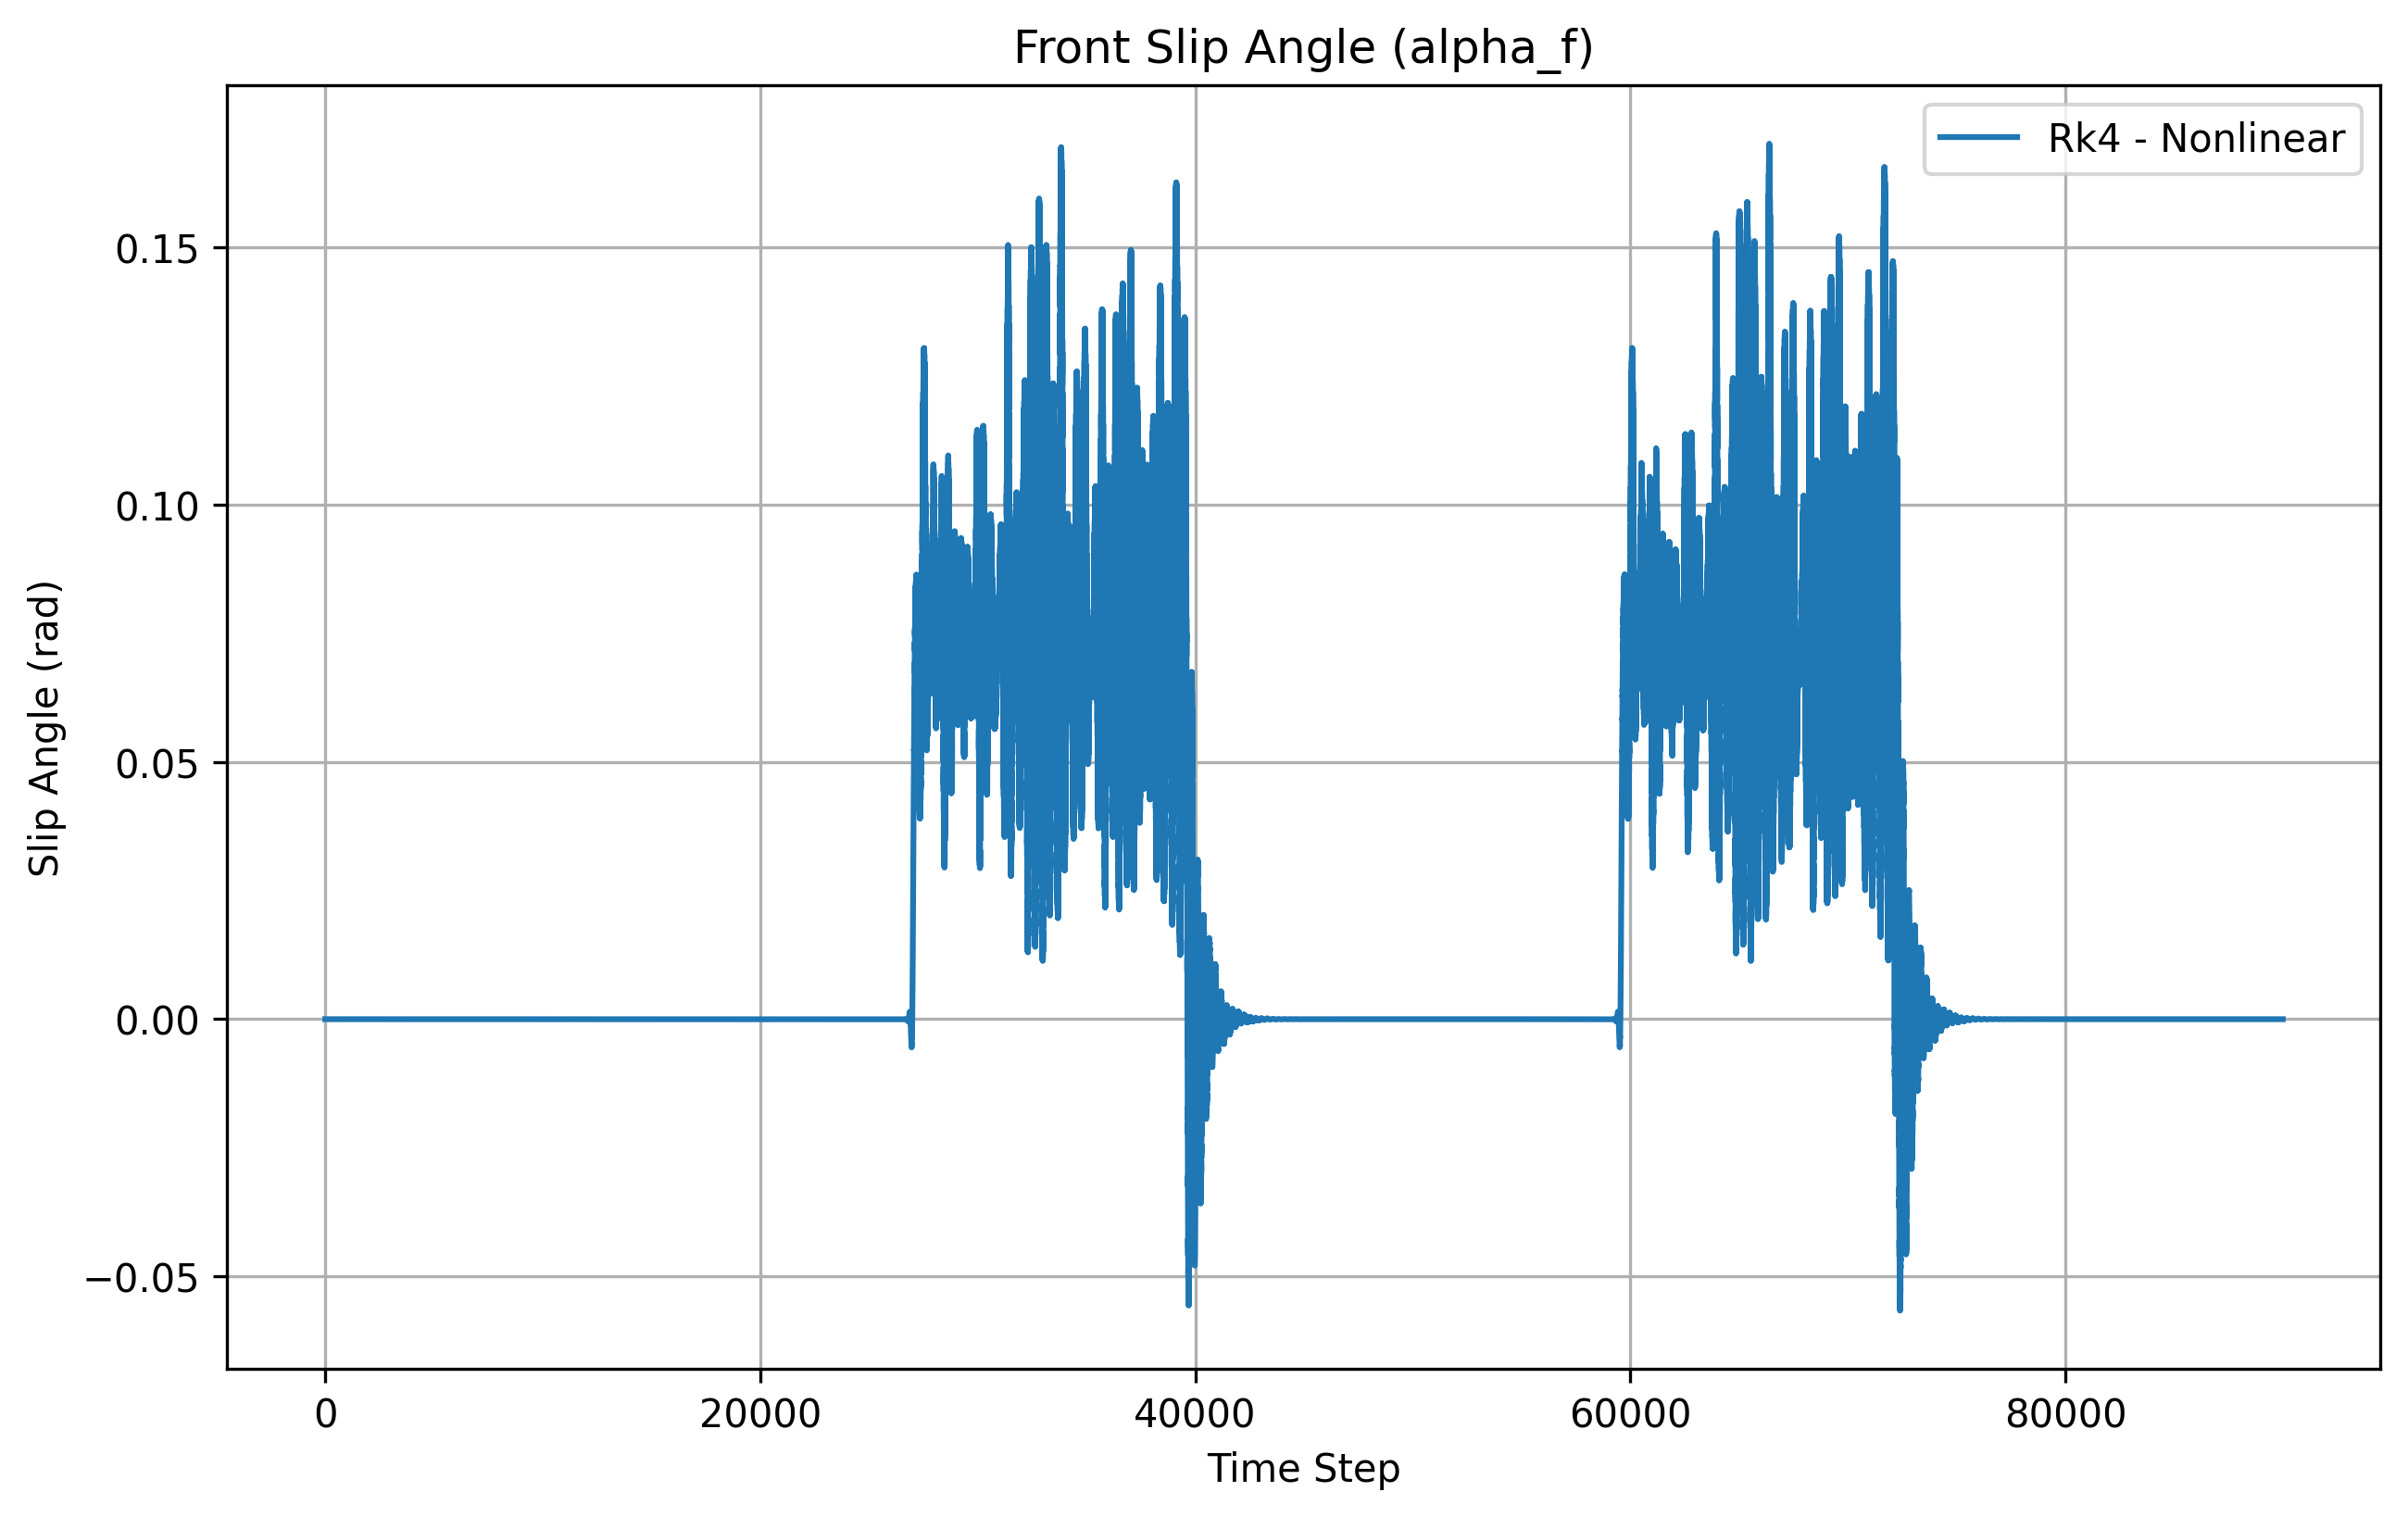 Front Slip Angle (alpha_f)
Rk4 - Nonlinear
Slip Angle (rad)
0.15
0.10
0.05
0.00
−0.05
0
20000
40000
60000
80000
Time Step